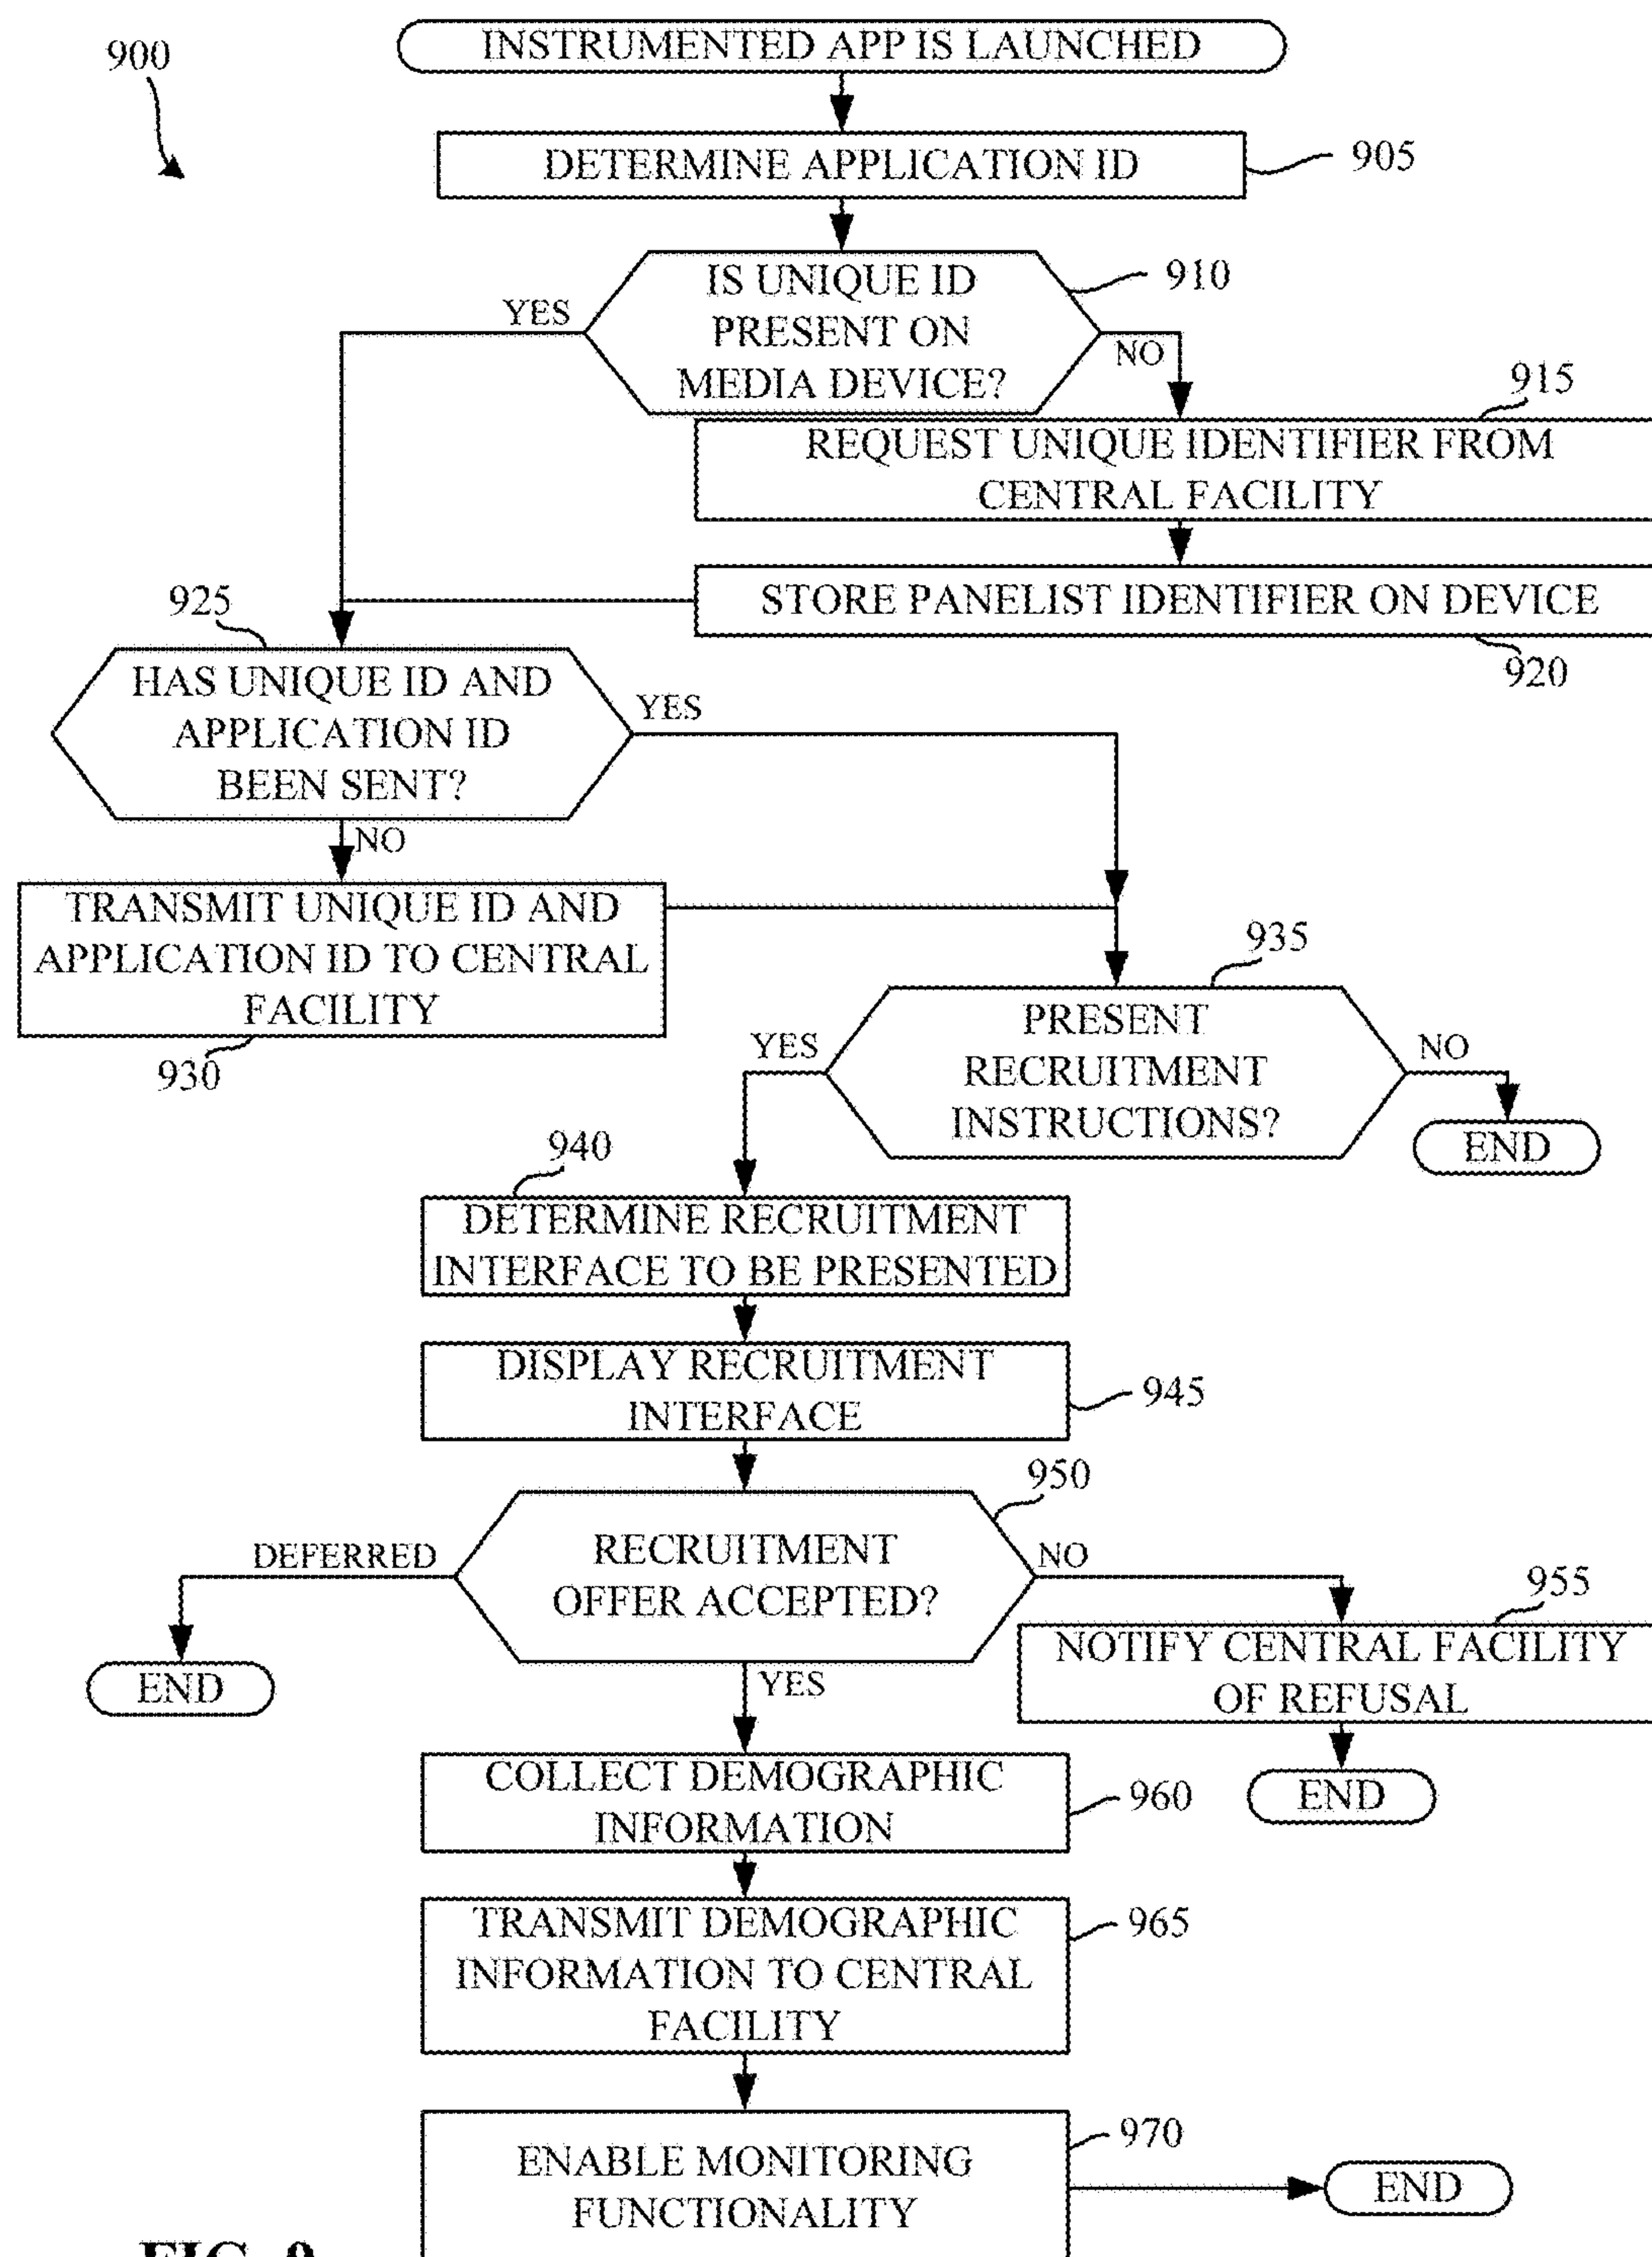 INSTRUMENTED APP IS LAUNCHED
900
DETERMINE APPLICATION ID
905
IS UNIQUE ID
PRESENT ON
MEDIA DEVICE?
910
YES
NO
915
REQUEST UNIQUE IDENTIFIER FROM
CENTRAL FACILITY
STORE PANELIST IDENTIFIER ON DEVICE
920
925
HAS UNIQUE ID AND
APPLICATION ID
BEEN SENT?
YES
NO
TRANSMIT UNIQUE ID AND
APPLICATION ID TO CENTRAL
FACILITY
930
935
PRESENT
RECRUITMENT
INSTRUCTIONS?
YES
NO
END
940
DETERMINE RECRUITMENT
INTERFACE TO BE PRESENTED
DISPLAY RECRUITMENT
INTERFACE
945
950
RECRUITMENT
OFFER ACCEPTED?
DEFERRED
NO
END
YES
955
NOTIFY CENTRAL FACILITY
OF REFUSAL
END
COLLECT DEMOGRAPHIC
INFORMATION
960
TRANSMIT DEMOGRAPHIC
INFORMATION TO CENTRAL
FACILITY
965
ENABLE MONITORING
FUNCTIONALITY
970
END
FIG. 9